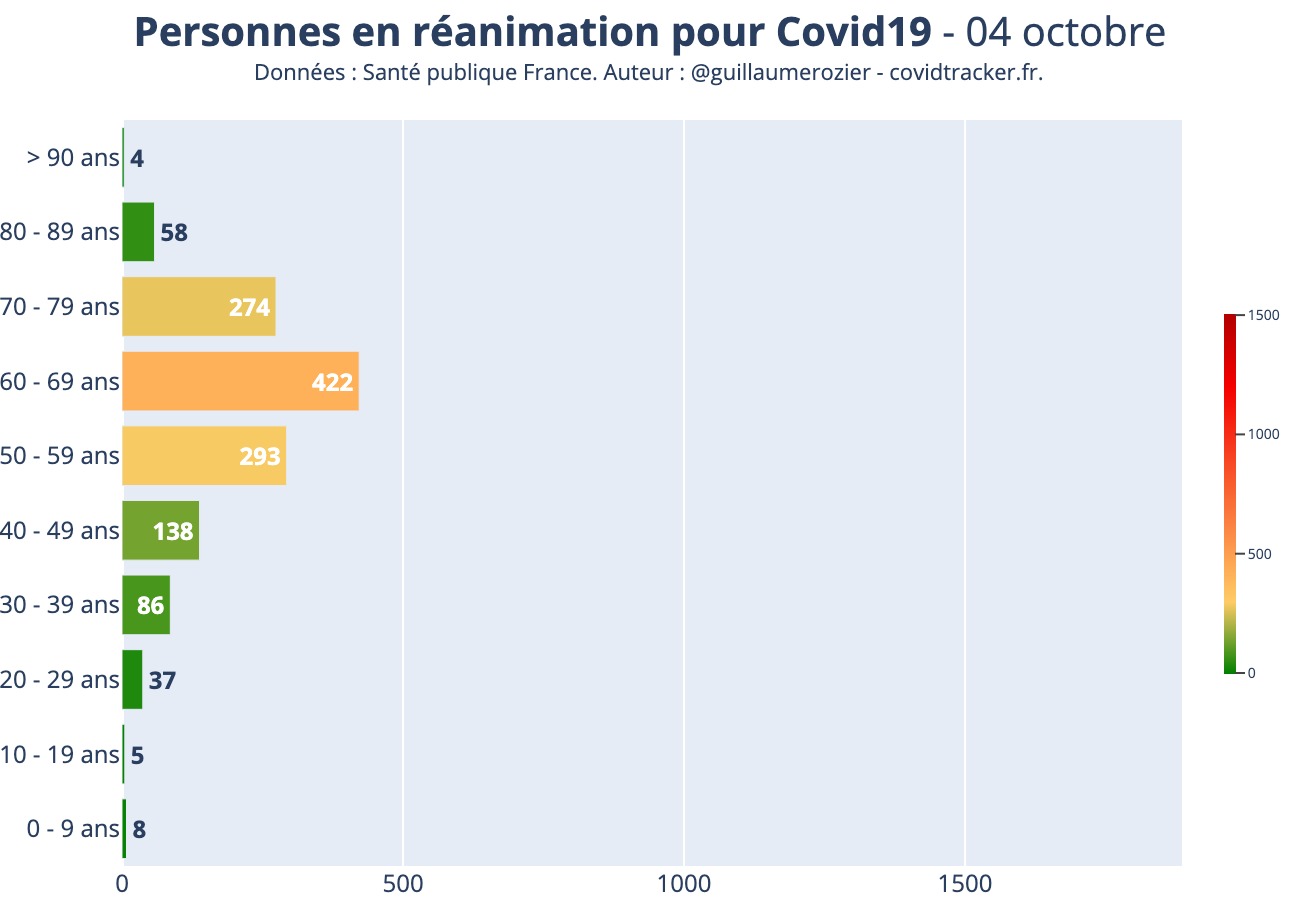 Personnes en réanimation pour Covid19 - 04 octobre
Données : Santé publique France. Auteur : @guillaumerozier - covidtracker.fr.
> 90 ans 4
80 - 89 ans 58
70 - 79 ans 274
60 - 69 ans 422
50 - 59 ans 293
40 - 49 ans 138
30 - 39 ans 86
20 - 29 ans 37
10 - 19 ans 5
0 - 9 ans 8
0 500 1000 1500
1500
1000
500
0